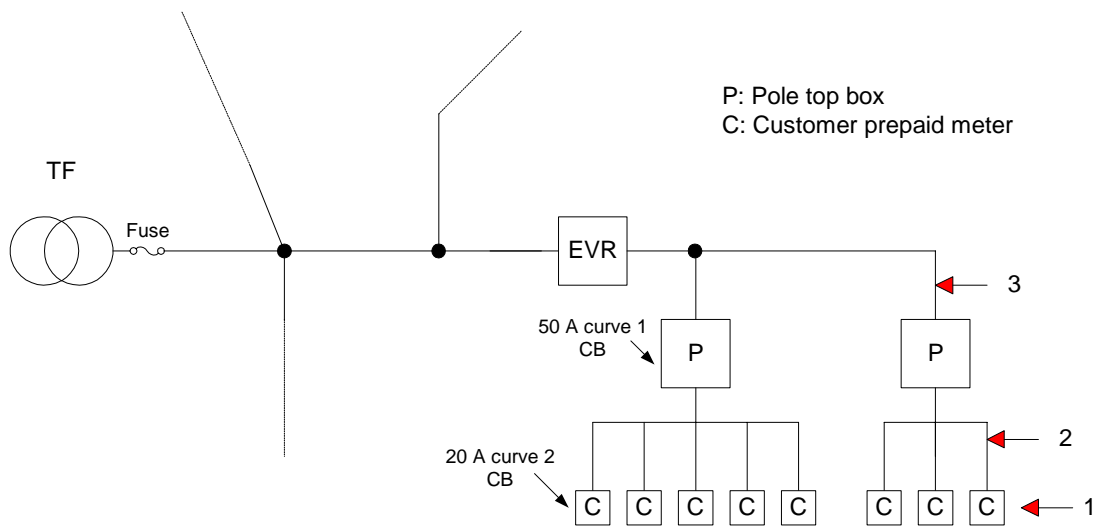 P: Pole top box
C: Customer prepaid meter
TF
Fuse
EVR
3
50 A curve 1
CB
P
P
2
20 A curve 2
CB
C
C
C
C
C
C
C
C
1